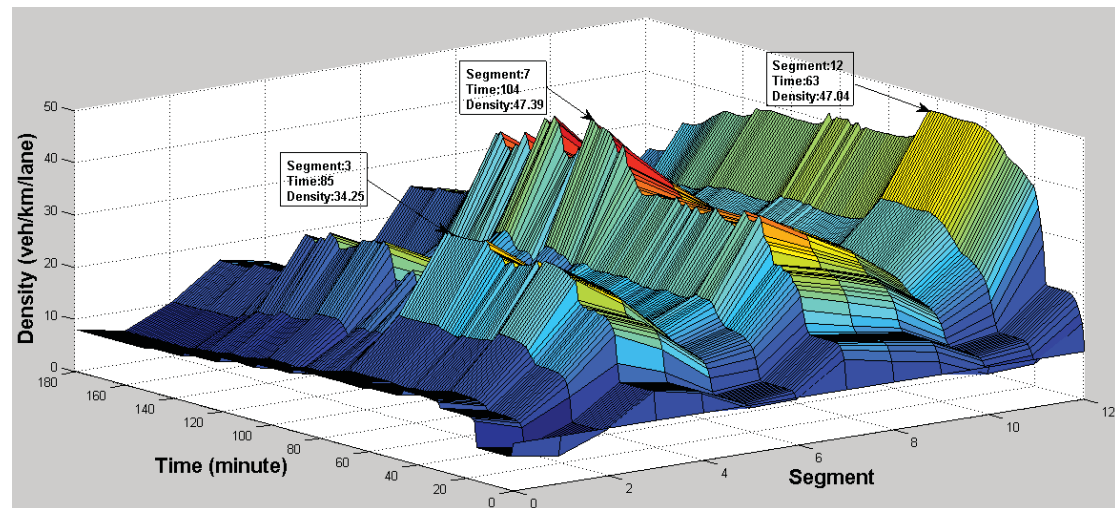 Segment:12
Time:63
Density:47.04
Segment:7
Time:104
Density:47.39
Segment:3
Time:85
Density:34.25
Density (veh/km/lane)
50
40
30
20
10
0
180
160
140
120
100
80
60
40
20
0
Time (minute)
0
2
4
6
8
10
12
Segment